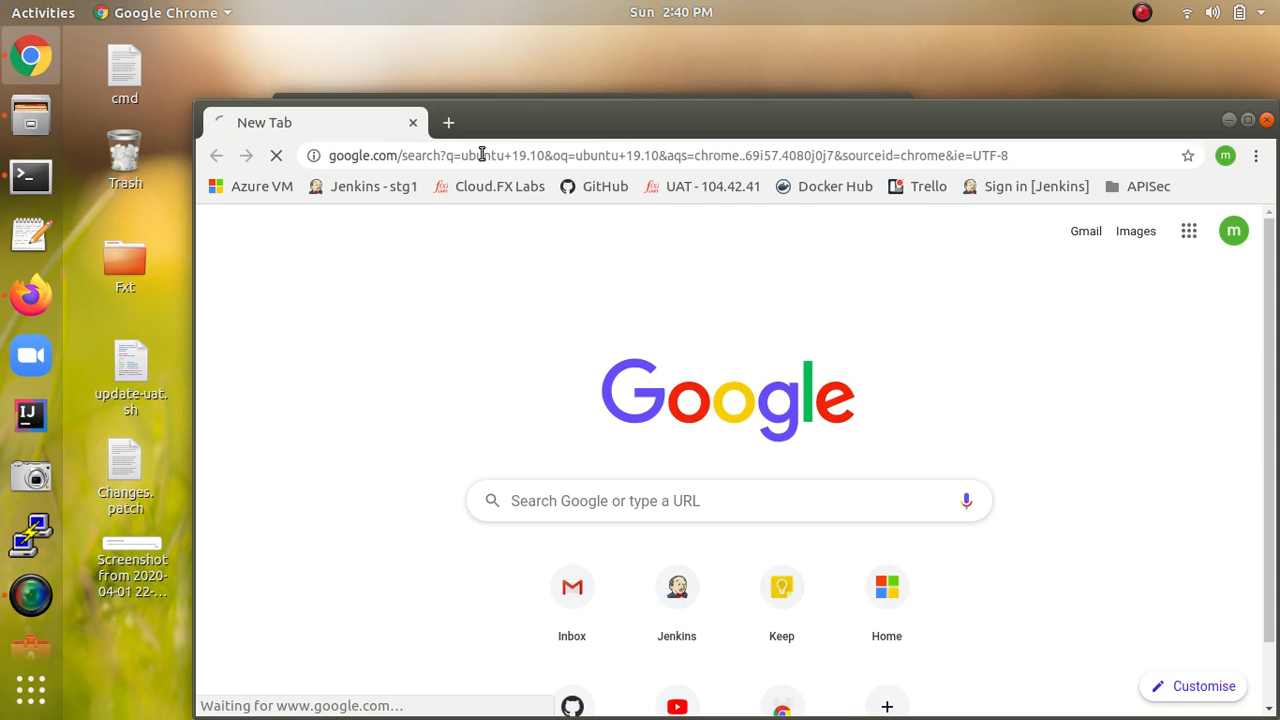 Activities
Google Chrome
Sun 2:40 PM
cmd
Trash
Fxt
update-uat.
sh
Changes.
patch
Screenshot
from 2020-
04-01 22-...
New Tab
google.com/search?q=ubuntu+19.10&oq=ubuntu+19.10&aqs=chrome..69i57.4080j0j7&sourceid=chrome&ie=UTF-8
m
Azure VM
Jenkins - stg1
Cloud.FX Labs
GitHub
UAT - 104.42.41
Docker Hub
Trello
Sign in [Jenkins]
APISec
Gmail
Images
m
Google
Search Google or type a URL
Inbox
Jenkins
Keep
Home
Customise
Waiting for www.google.com...
IJ